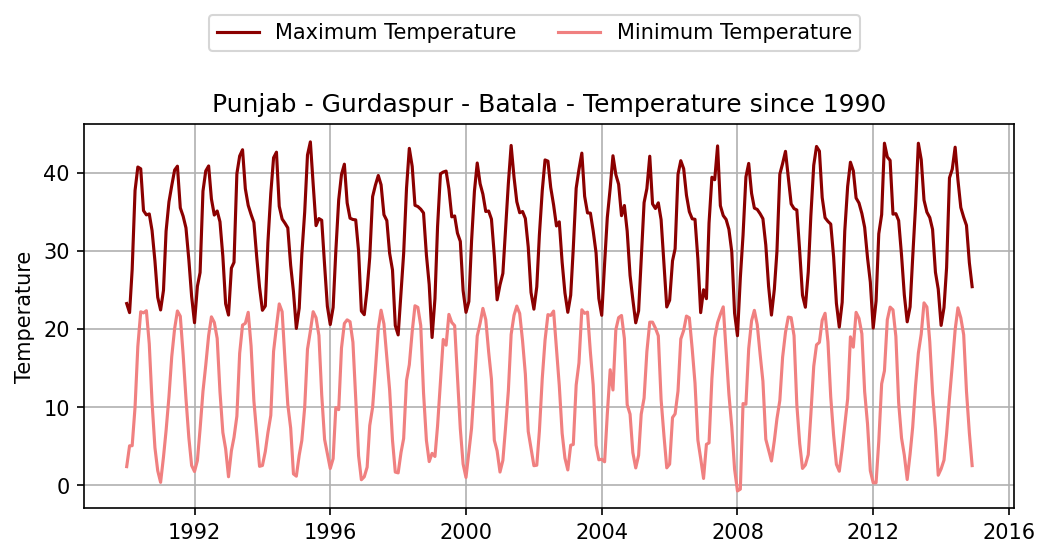 Maximum Temperature Minimum Temperature
Punjab - Gurdaspur - Batala - Temperature since 1990
Temperature
40
30
20
10
0
1992 1996 2000 2004 2008 2012 2016